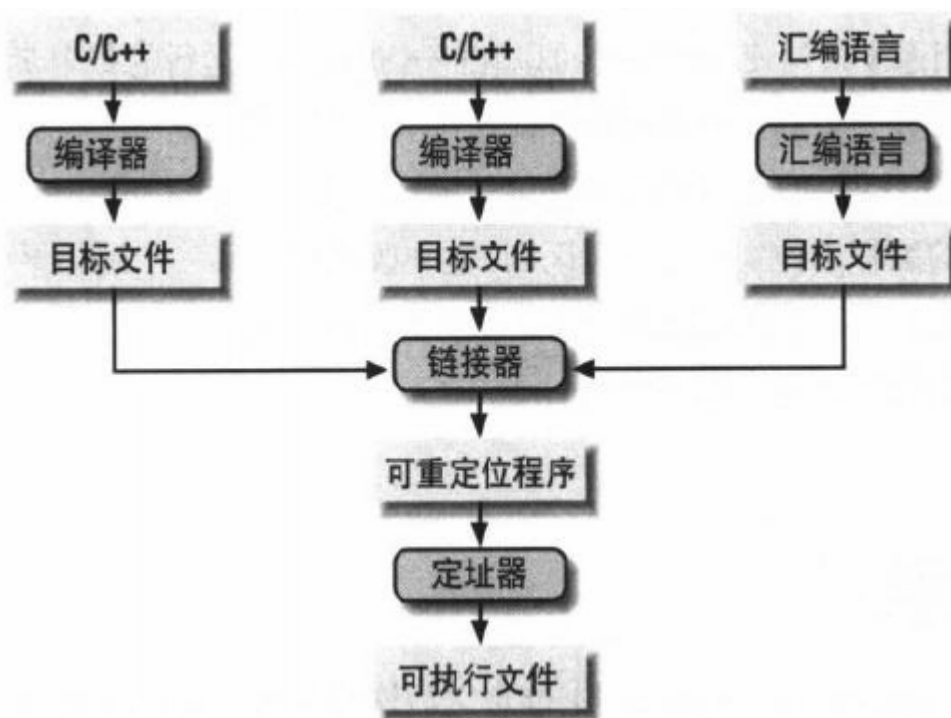 C/C++
C/C++
汇编语言
编译器
编译器
汇编语言
目标文件
目标文件
目标文件
链接器
可重定位程序
定址器
可执行文件